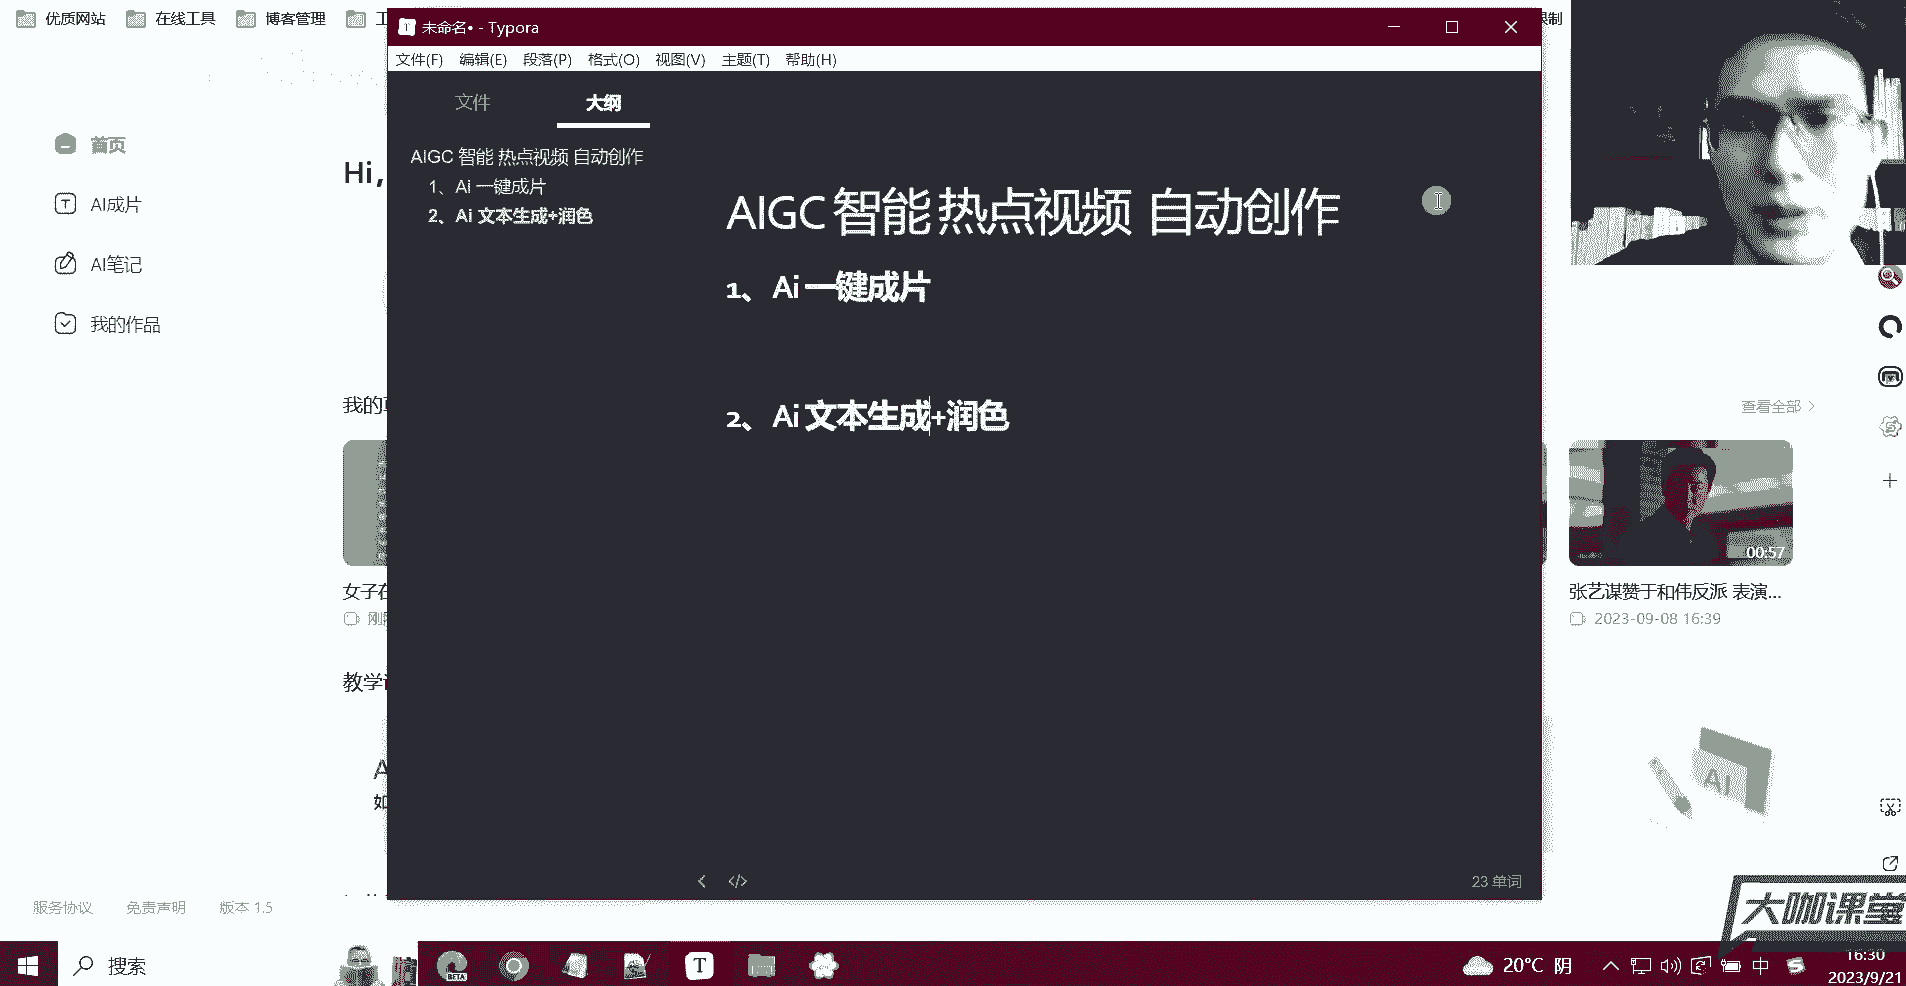 优质网站
在线工具
博客管理
工
未命名• - Typora
限制
文件(F) 编辑(E) 段落(P) 格式(O) 视图(V) 主题(T) 帮助(H)
文件
大纲
首页
AIGC 智能 热点视频 自动创作
Hi,
1、Ai 一键成片
AI成片
2、Ai 文本生成+润色
AIGC 智能 热点视频 自动创作
AI笔记
1、Ai 一键成片
我的作品
我的
查看全部
2、Ai 文本生成+润色
00:57
女子在
张艺谋赞于和伟反派 表演...
刚
2023-09-08 16:39
教学
A
AI
如
</>
23 单词
服务协议
免责声明
版本 1.5
大咖课堂
搜索
BETA
T
20°C 阴
中
16:30
2023/9/21